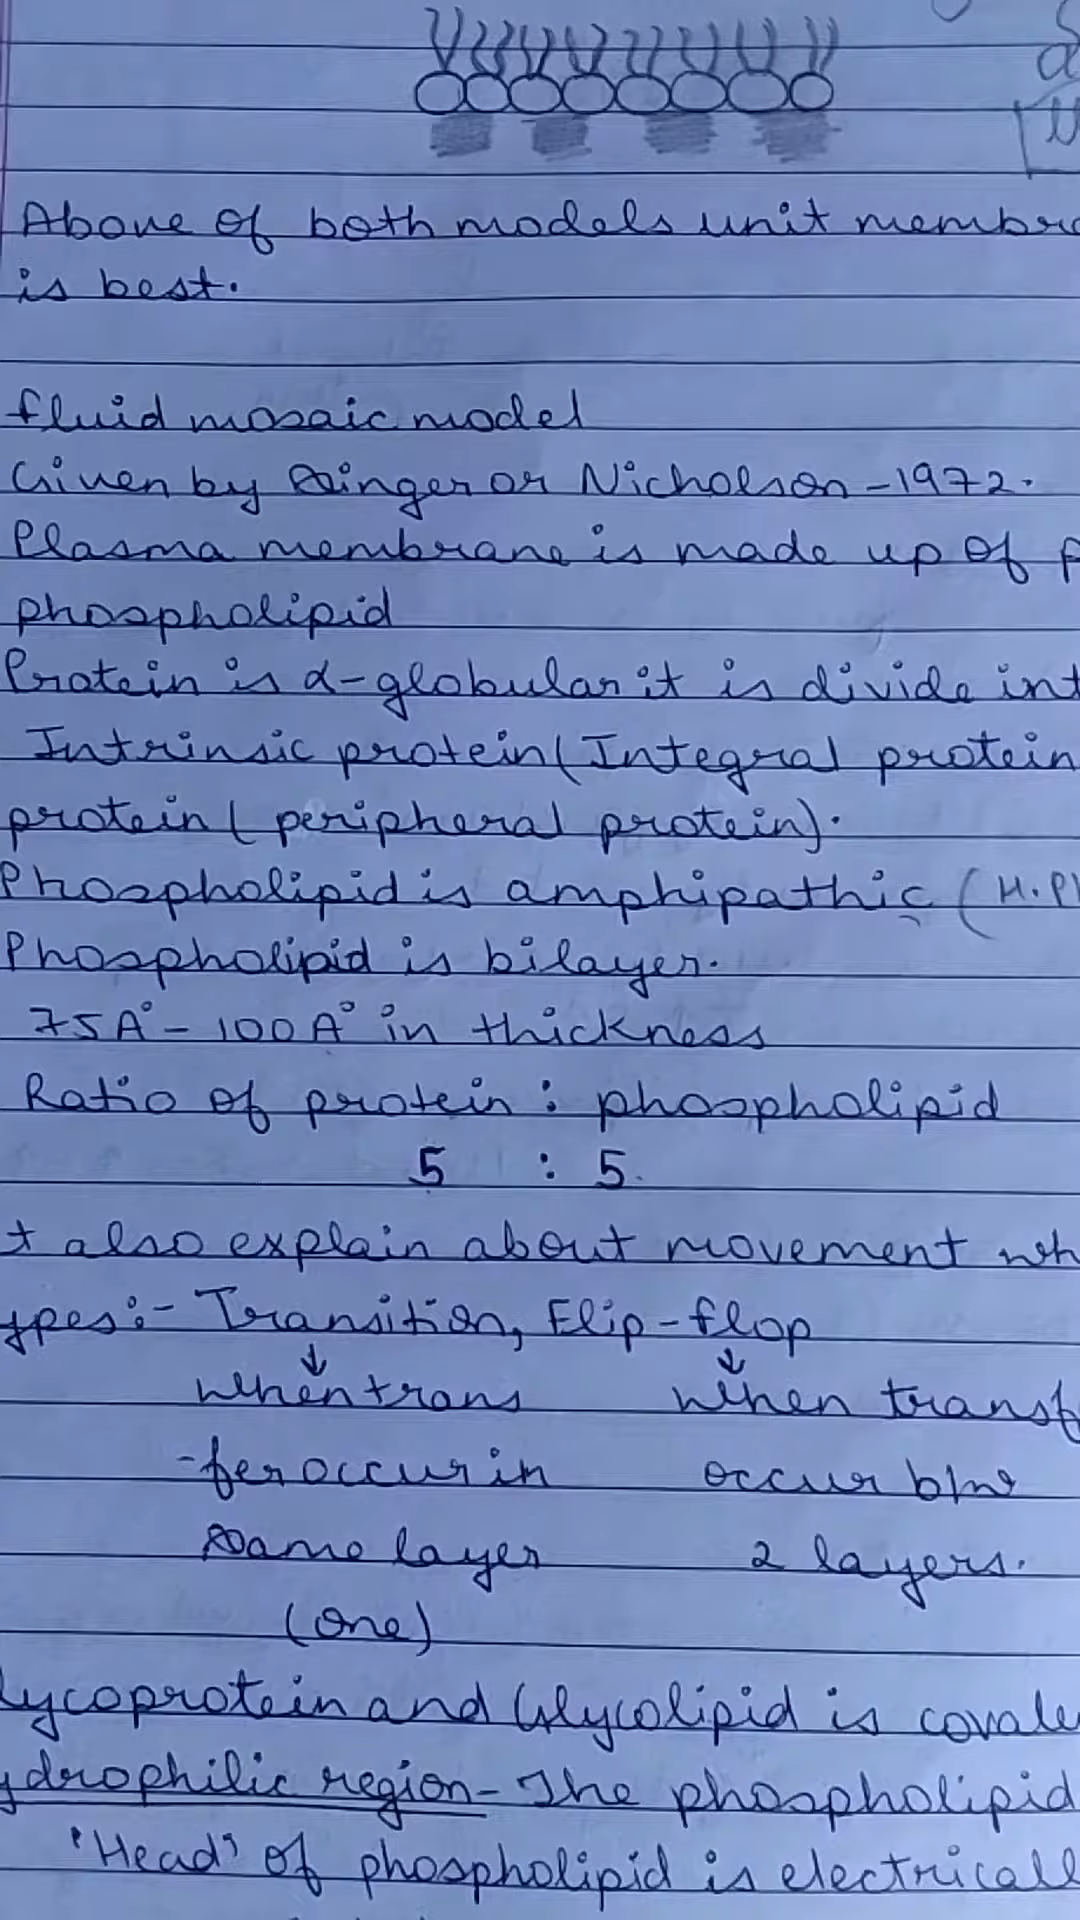 Above of both models unit membra
is best.
fluid mosaic model
Given by Singer or Nicholson - 1972.
Plasma membrane is made up of p
phospholipid
Protein is α-globular it is divide int
Intrinsic protein (Integral protein
protein ( peripheral protein).
Phospholipid is amphipathic (H.Ph
Phospholipid is bilayer.
75A° - 100A° in thickness
Ratio of protein : phospholipid
5 : 5.
t also explain about movement wh
ypes:- Transition, Flip-flop
↓ ↓
when trans when transf
-fer occur in occur b/w
same layer 2 layers.
(one)
lycoprotein and Glycolipid is covale
ydrophilic region - The phospholipid
'Head' of phospholipid is electricall